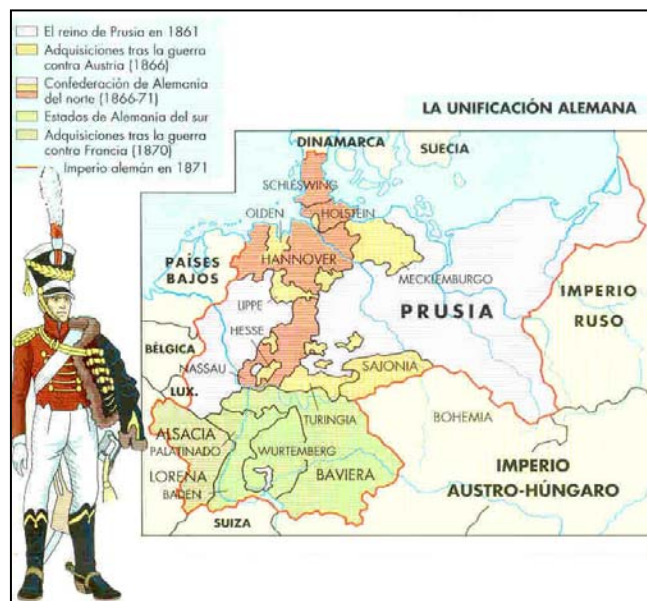 El reino de Prusia en 1861
Adquisiciones tras la guerra
contra Austria (1866)
Confederación de Alemania
del norte (1866-71)
Estados de Alemania del sur
Adquisiciones tras la guerra
contra Francia (1870)
Imperio alemán en 1871
LA UNIFICACIÓN ALEMANA
DINAMARCA
SUECIA
SCHLESWING
OLDEN
HOLSTEIN
PAÍSES
BAJOS
HANNOVER
MECKLEMBURGO
IMPERIO
RUSO
LIPPE
PRUSIA
HESSE
BÉLGICA
NASSAU
SAJONIA
LUX.
TURINGIA
BOHEMIA
ALSACIA
PALATINADO
WURTEMBERG
LORENA
BAVIERA
IMPERIO
AUSTRO-HÚNGARO
BADEN
SUIZA